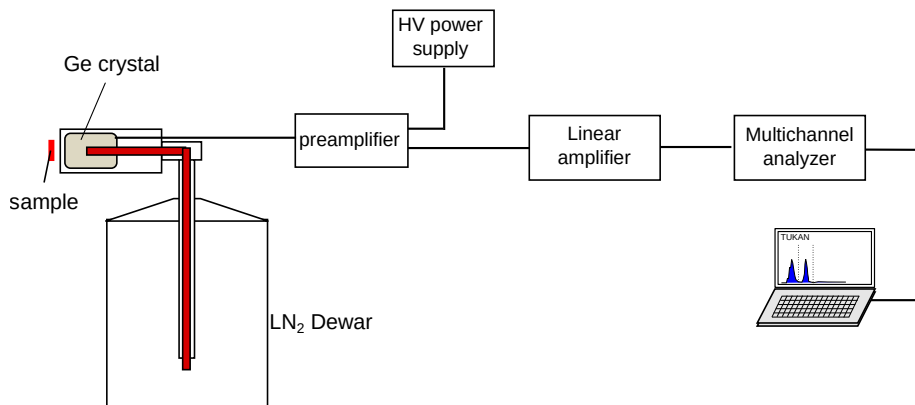 HV power
supply
Ge crystal
preamplifier
Linear
amplifier
Multichannel
analyzer
sample
TUKAN
LN₂ Dewar